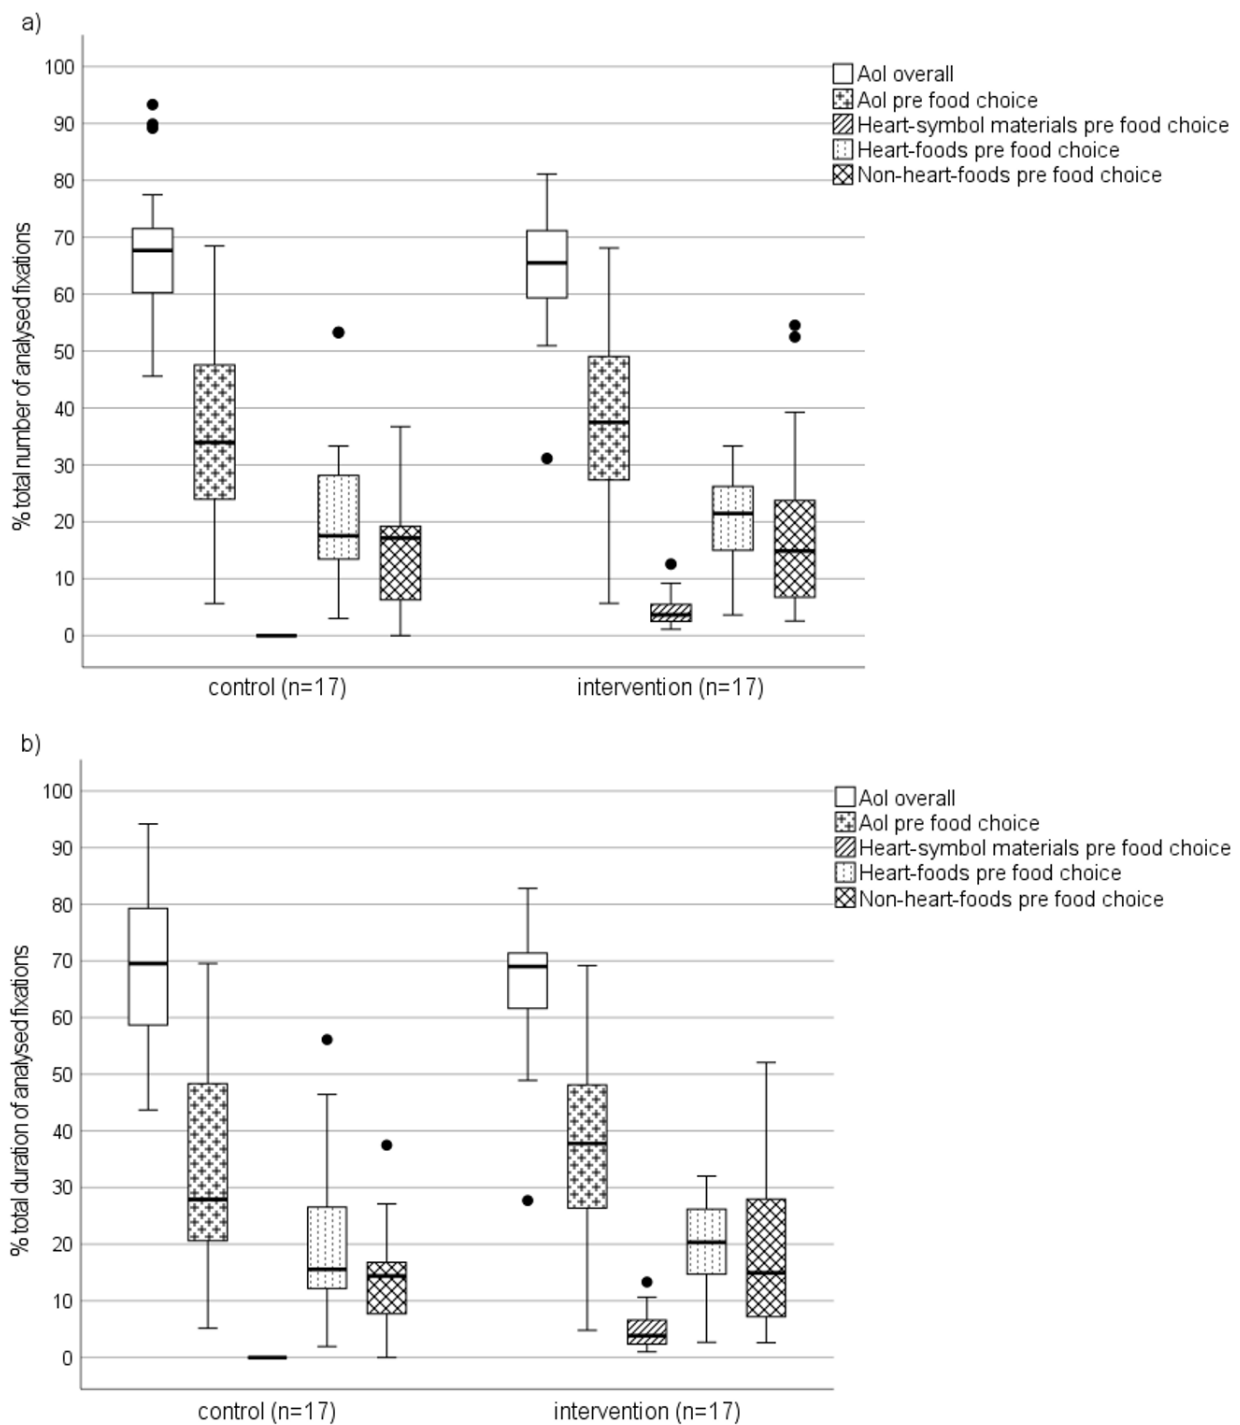 a)
% total number of analysed fixations
100
90
80
70
60
50
40
30
20
10
0
control (n=17)
intervention (n=17)
AoI overall
AoI pre food choice
Heart-symbol materials pre food choice
Heart-foods pre food choice
Non-heart-foods pre food choice
b)
% total duration of analysed fixations
100
90
80
70
60
50
40
30
20
10
0
control (n=17)
intervention (n=17)
AoI overall
AoI pre food choice
Heart-symbol materials pre food choice
Heart-foods pre food choice
Non-heart-foods pre food choice